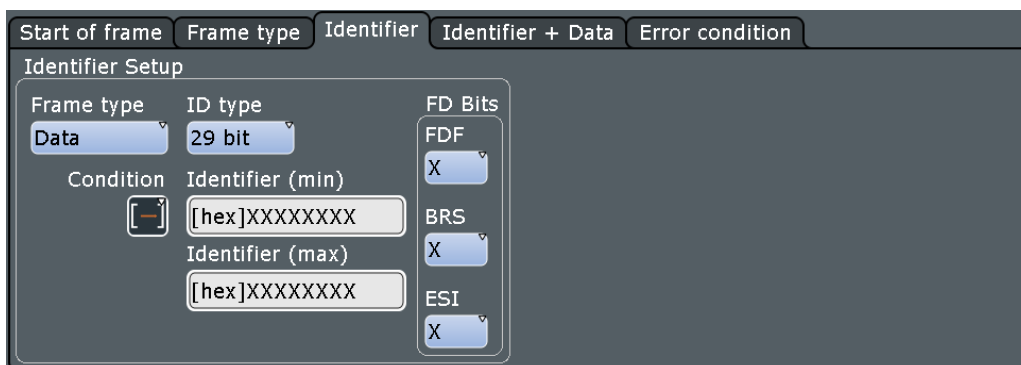 Start of frame Frame type Identifier Identifier + Data Error condition
Identifier Setup
Frame type ID type FD Bits
Data 29 bit FDF
X
Condition Identifier (min)
[hex]XXXXXXXX BRS
Identifier (max) X
[hex]XXXXXXXX ESI
X